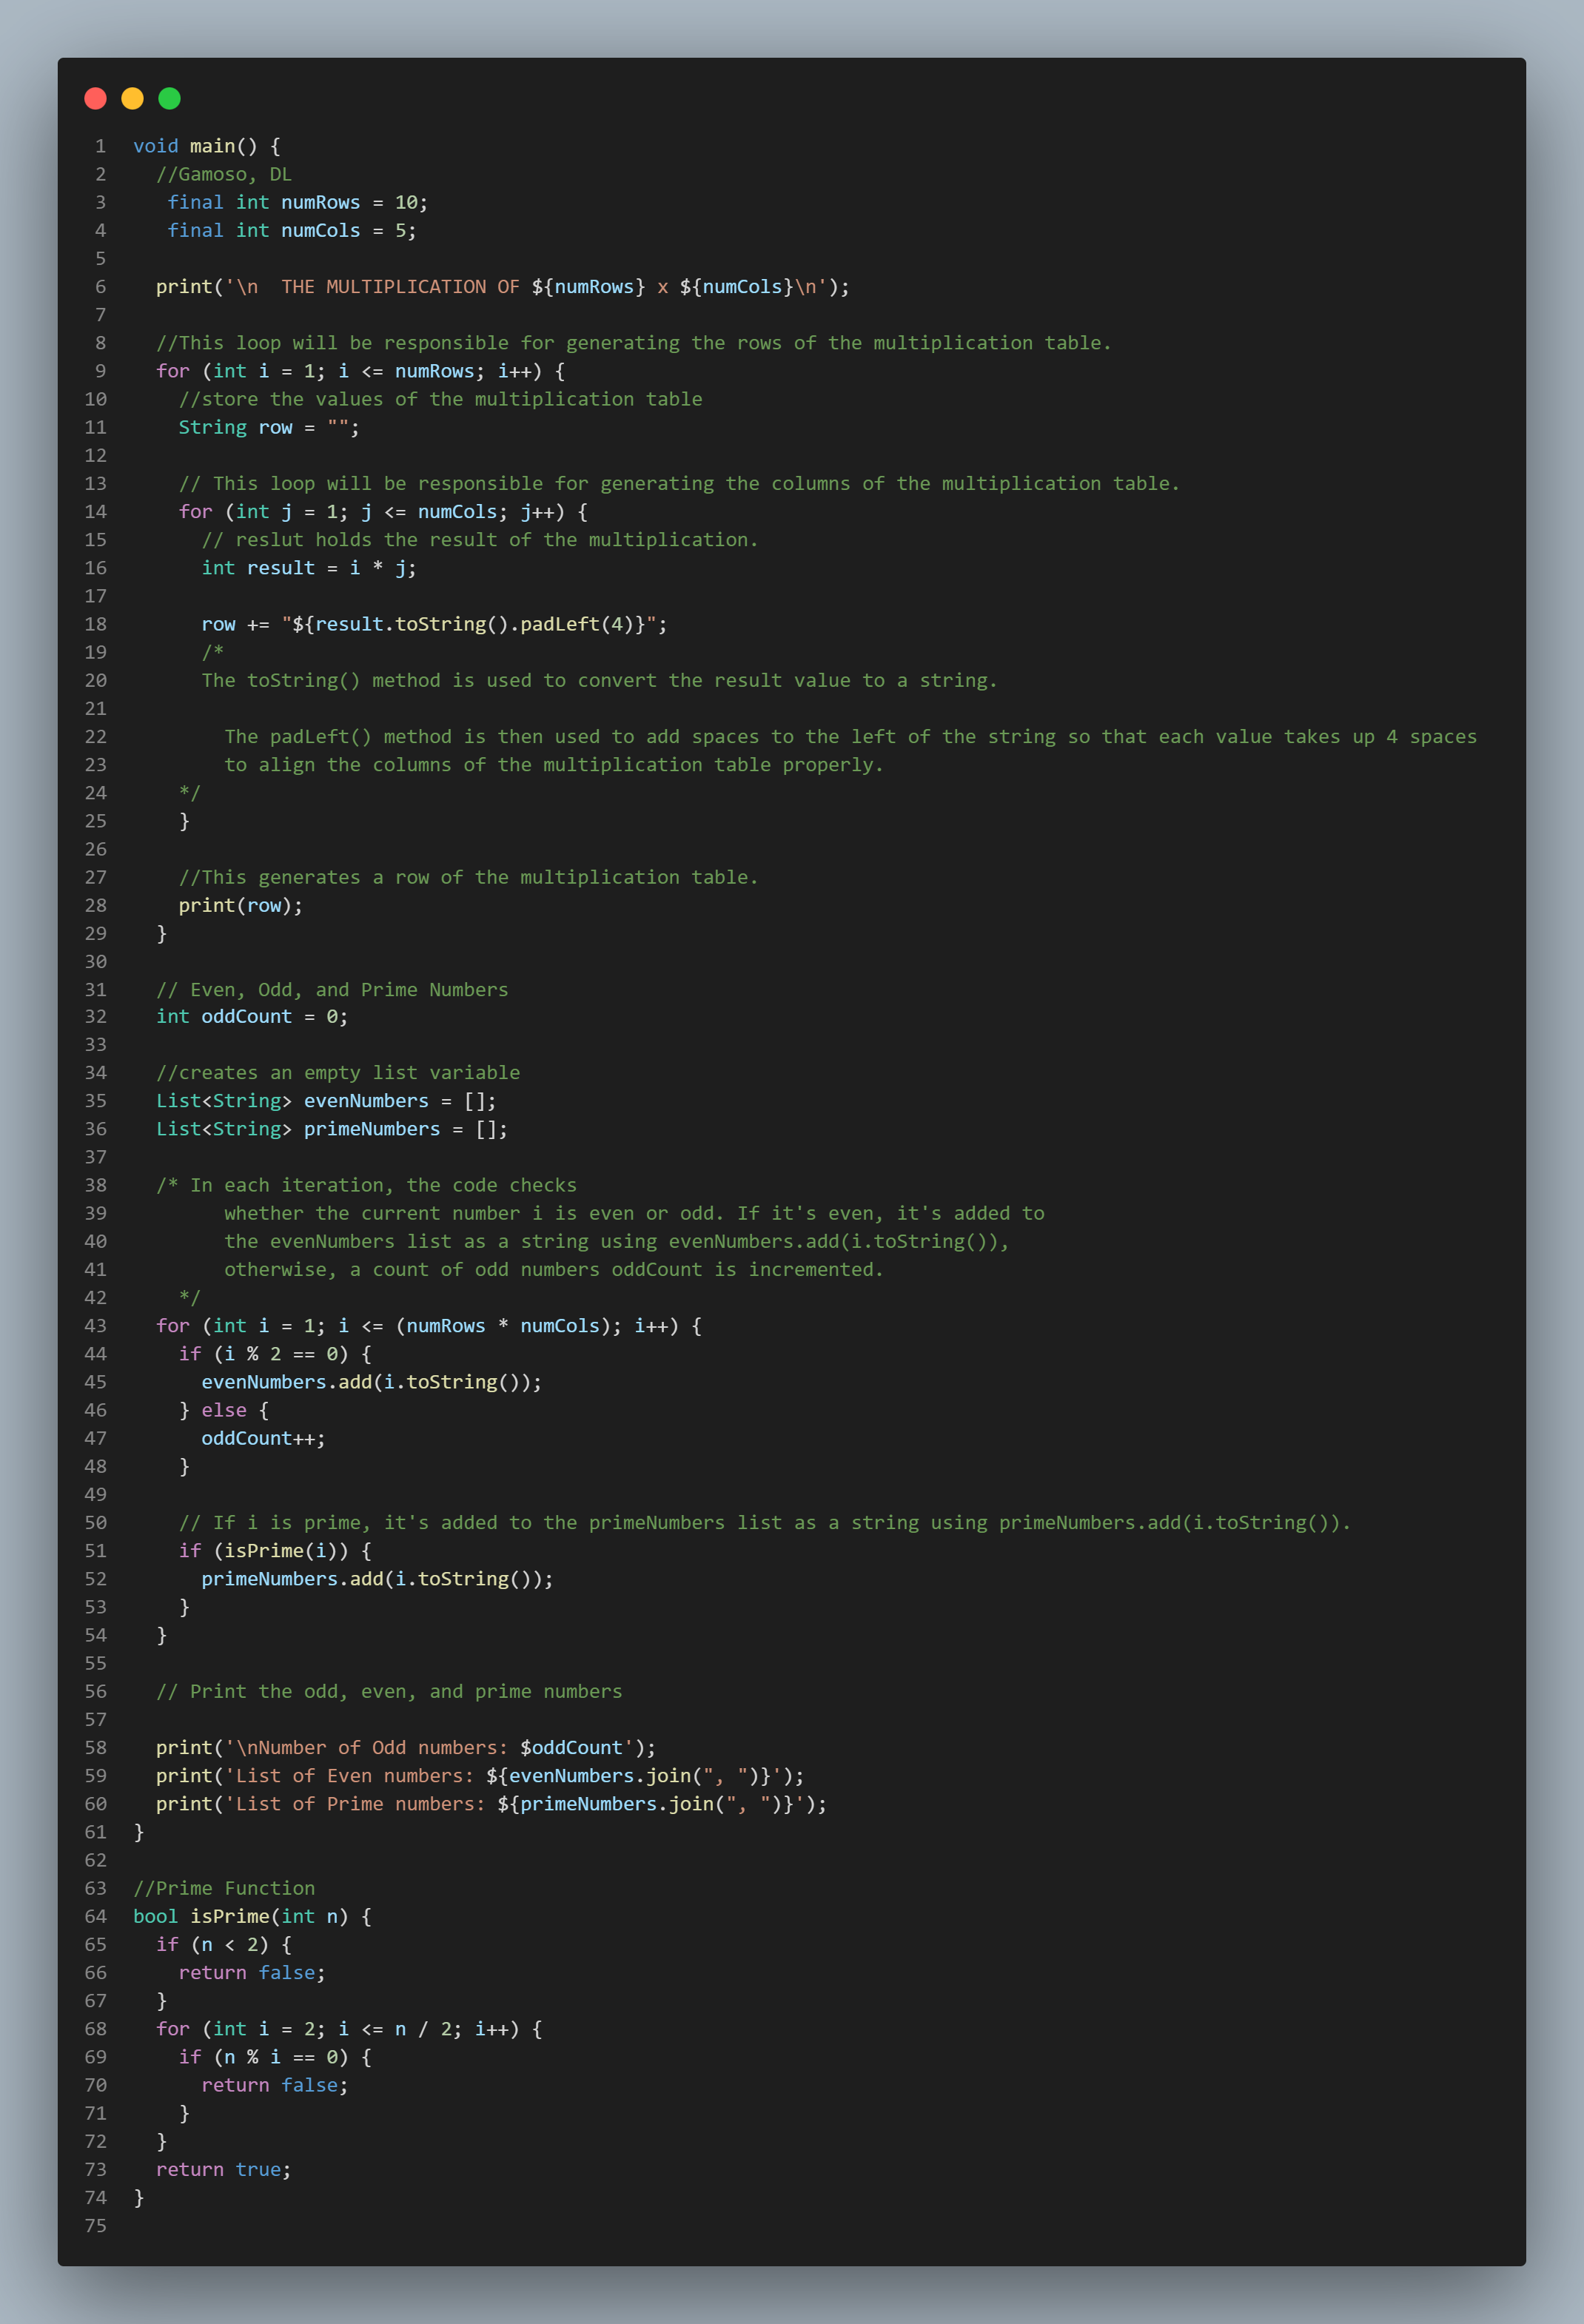 1 void main() {
2   //Gamoso, DL
3    final int numRows = 10;
4    final int numCols = 5;
5
6   print('\n  THE MULTIPLICATION OF ${numRows} x ${numCols}\n');
7
8   //This loop will be responsible for generating the rows of the multiplication table.
9   for (int i = 1; i <= numRows; i++) {
10     //store the values of the multiplication table
11     String row = "";
12
13     // This loop will be responsible for generating the columns of the multiplication table.
14     for (int j = 1; j <= numCols; j++) {
15       // reslut holds the result of the multiplication.
16       int result = i * j;
17
18       row += "${result.toString().padLeft(4)}";
19       /*
20       The toString() method is used to convert the result value to a string.
21
22         The padLeft() method is then used to add spaces to the left of the string so that each value takes up 4 spaces
23         to align the columns of the multiplication table properly.
24     */
25     }
26
27     //This generates a row of the multiplication table.
28     print(row);
29   }
30
31   // Even, Odd, and Prime Numbers
32   int oddCount = 0;
33
34   //creates an empty list variable
35   List<String> evenNumbers = [];
36   List<String> primeNumbers = [];
37
38   /* In each iteration, the code checks
39         whether the current number i is even or odd. If it's even, it's added to
40         the evenNumbers list as a string using evenNumbers.add(i.toString()),
41         otherwise, a count of odd numbers oddCount is incremented.
42     */
43   for (int i = 1; i <= (numRows * numCols); i++) {
44     if (i % 2 == 0) {
45       evenNumbers.add(i.toString());
46     } else {
47       oddCount++;
48     }
49
50     // If i is prime, it's added to the primeNumbers list as a string using primeNumbers.add(i.toString()).
51     if (isPrime(i)) {
52       primeNumbers.add(i.toString());
53     }
54   }
55
56   // Print the odd, even, and prime numbers
57
58   print('\nNumber of Odd numbers: $oddCount');
59   print('List of Even numbers: ${evenNumbers.join(", ")}');
60   print('List of Prime numbers: ${primeNumbers.join(", ")}');
61 }
62
63 //Prime Function
64 bool isPrime(int n) {
65   if (n < 2) {
66     return false;
67   }
68   for (int i = 2; i <= n / 2; i++) {
69     if (n % i == 0) {
70       return false;
71     }
72   }
73   return true;
74 }
75